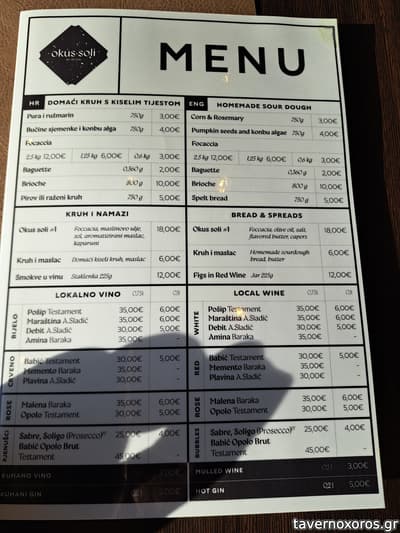 okus soli
MENU
HR DOMAĆI KRUH S KISELIM TIJESTOM
Pura i ružmarin 750g 3,00€
Bučine sjemenke i konbu alga 750g 4,00€
Focaccia
2.5 kg 12,00€ 1.25 kg 6,00€ 0.6 kg 3,00€
Baguette 0,360 g 2,00€
Brioche 800 g 10,00€
Pirov ili raženi kruh 750 g 5,00€
KRUH I NAMAZI
Okus soli #1 Foccacia, maslinovo ulje, 18,00€
sol, aromatizirani maslac,
kaparuni
Kruh i maslac Domaći kiseli kruh, maslac 6,00€
Smokve u vinu Staklenka 225g 12,00€
LOKALNO VINO
BIJELO
Pošip Testament 35,00€ 6,00€
Maraština A.Sladić 35,00€ 6,00€
Debit A.Sladić 30,00€ 5,00€
Amina Baraka 35,00€ -
CRVENO
Babić Testament 30,00€ 5,00€
Memento Baraka 35,00€ -
Plavina A.Sladić 30,00€ -
ROSE
Malena Baraka 35,00€ 6,00€
Opolo Testament 30,00€ 5,00€
PJENUŠCI
Sabre, Soligo (Prosecco) 25,00€ 4,00€
Babić Opolo Brut
Testament 45,00€ -
KUHANO VINO
KUHANI GIN
ENG HOMEMADE SOUR DOUGH
Corn & Rosemary 750g 3,00€
Pumpkin seeds and konbu algae 750g 4,00€
Focaccia
2.5 kg 12,00€ 1.25 kg 6,00€ 0.6 kg 3,00€
Baguette 0,360 g 2,00€
Brioche 800 g 10,00€
Spelt bread 750 g 5,00€
BREAD & SPREADS
Okus soli #1 Foccacia, olive oil, salt, 18,00€
flavored butter, capers
Kruh i maslac Homemade sourdough 6,00€
bread, butter
Figs in Red Wine Jar 225g 12,00€
LOCAL WINE
WHITE
Pošip Testament 35,00€ 6,00€
Maraština A.Sladić 35,00€ 6,00€
Debit A.Sladić 30,00€ 5,00€
Amina Baraka 35,00€ -
RED
Babić Testament 30,00€ 5,00€
Memento Baraka 35,00€ -
Plavina A.Sladić 30,00€ -
ROSE
Malena Baraka 35,00€ 6,00€
Opolo Testament 30,00€ 5,00€
BUBBLES
Sabre, Soligo (Prosecco) 25,00€ 4,00€
Babić Opolo Brut
Testament 45,00€ -
MULLED WINE 0.2 l 3,00€
HOT GIN 0.2 l 5,00€
tavernoxoros.gr